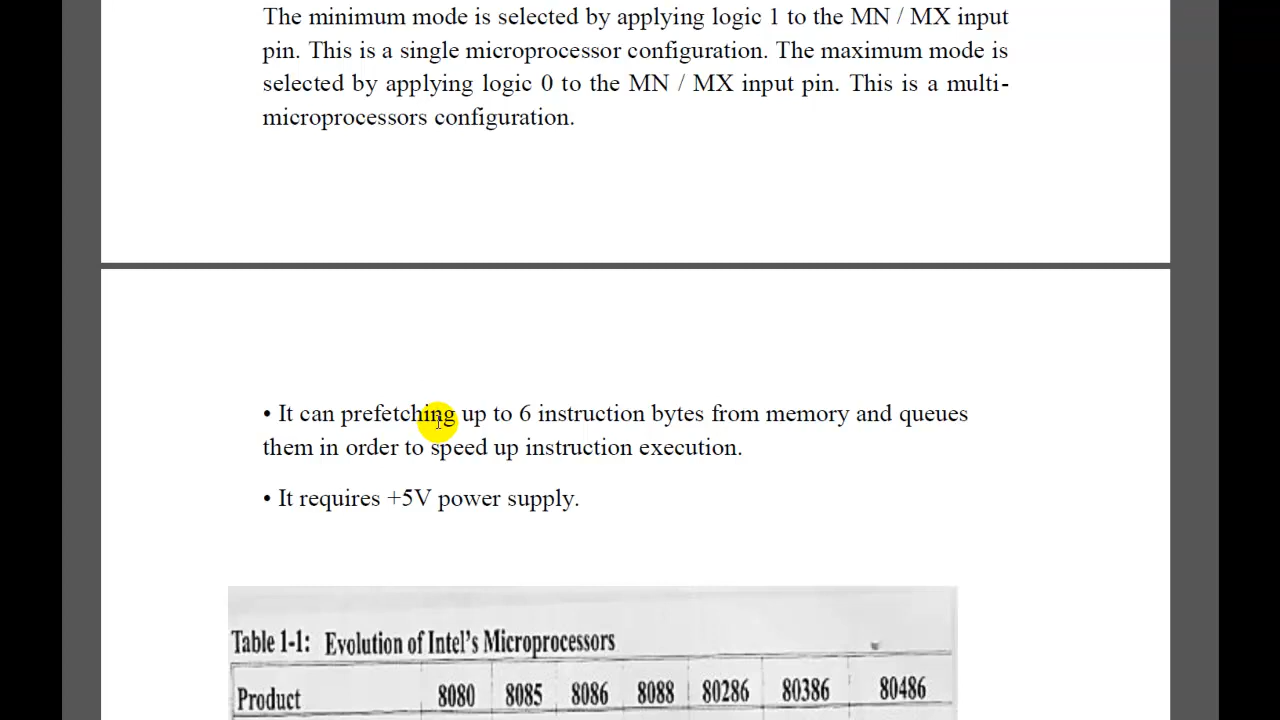 The minimum mode is selected by applying logic 1 to the MN / MX input
pin. This is a single microprocessor configuration. The maximum mode is
selected by applying logic 0 to the MN / MX input pin. This is a multi-
microprocessors configuration.
• It can prefetching up to 6 instruction bytes from memory and queues
them in order to speed up instruction execution.
• It requires +5V power supply.
Table 1-1: Evolution of Intel's Microprocessors
Product 8080 8085 8086 8088 80286 80386 80486